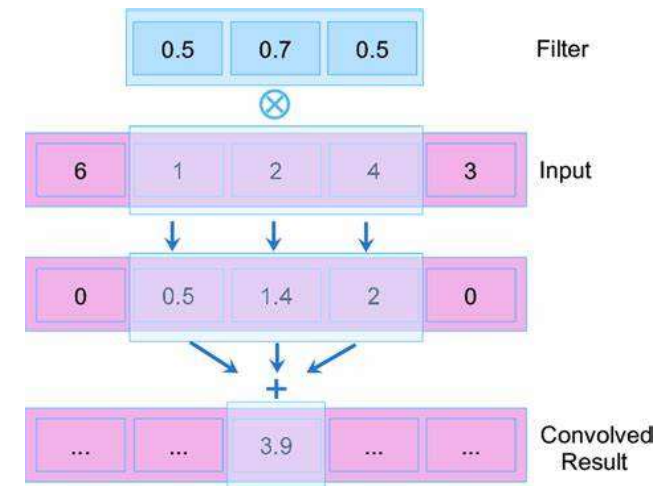 0.5 0.7 0.5 Filter
6 1 2 4 3 Input
0 0.5 1.4 2 0
+
... ... 3.9 ... ... Convolved
Result